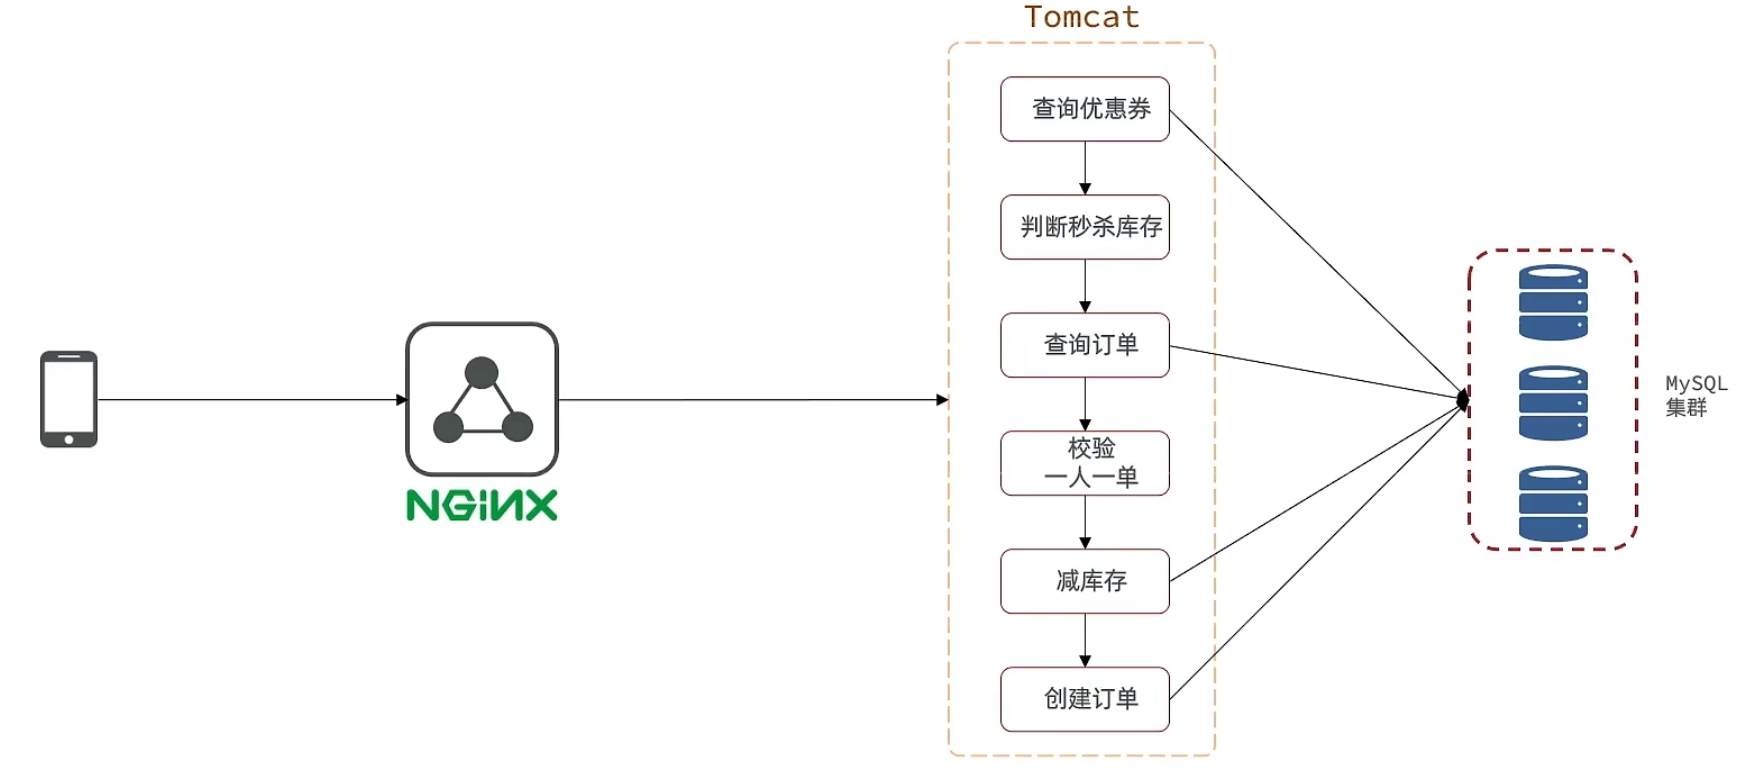 Tomcat
查询优惠券
判断秒杀库存
查询订单
校验
一人一单
减库存
创建订单
NGINX
MySQL
集群